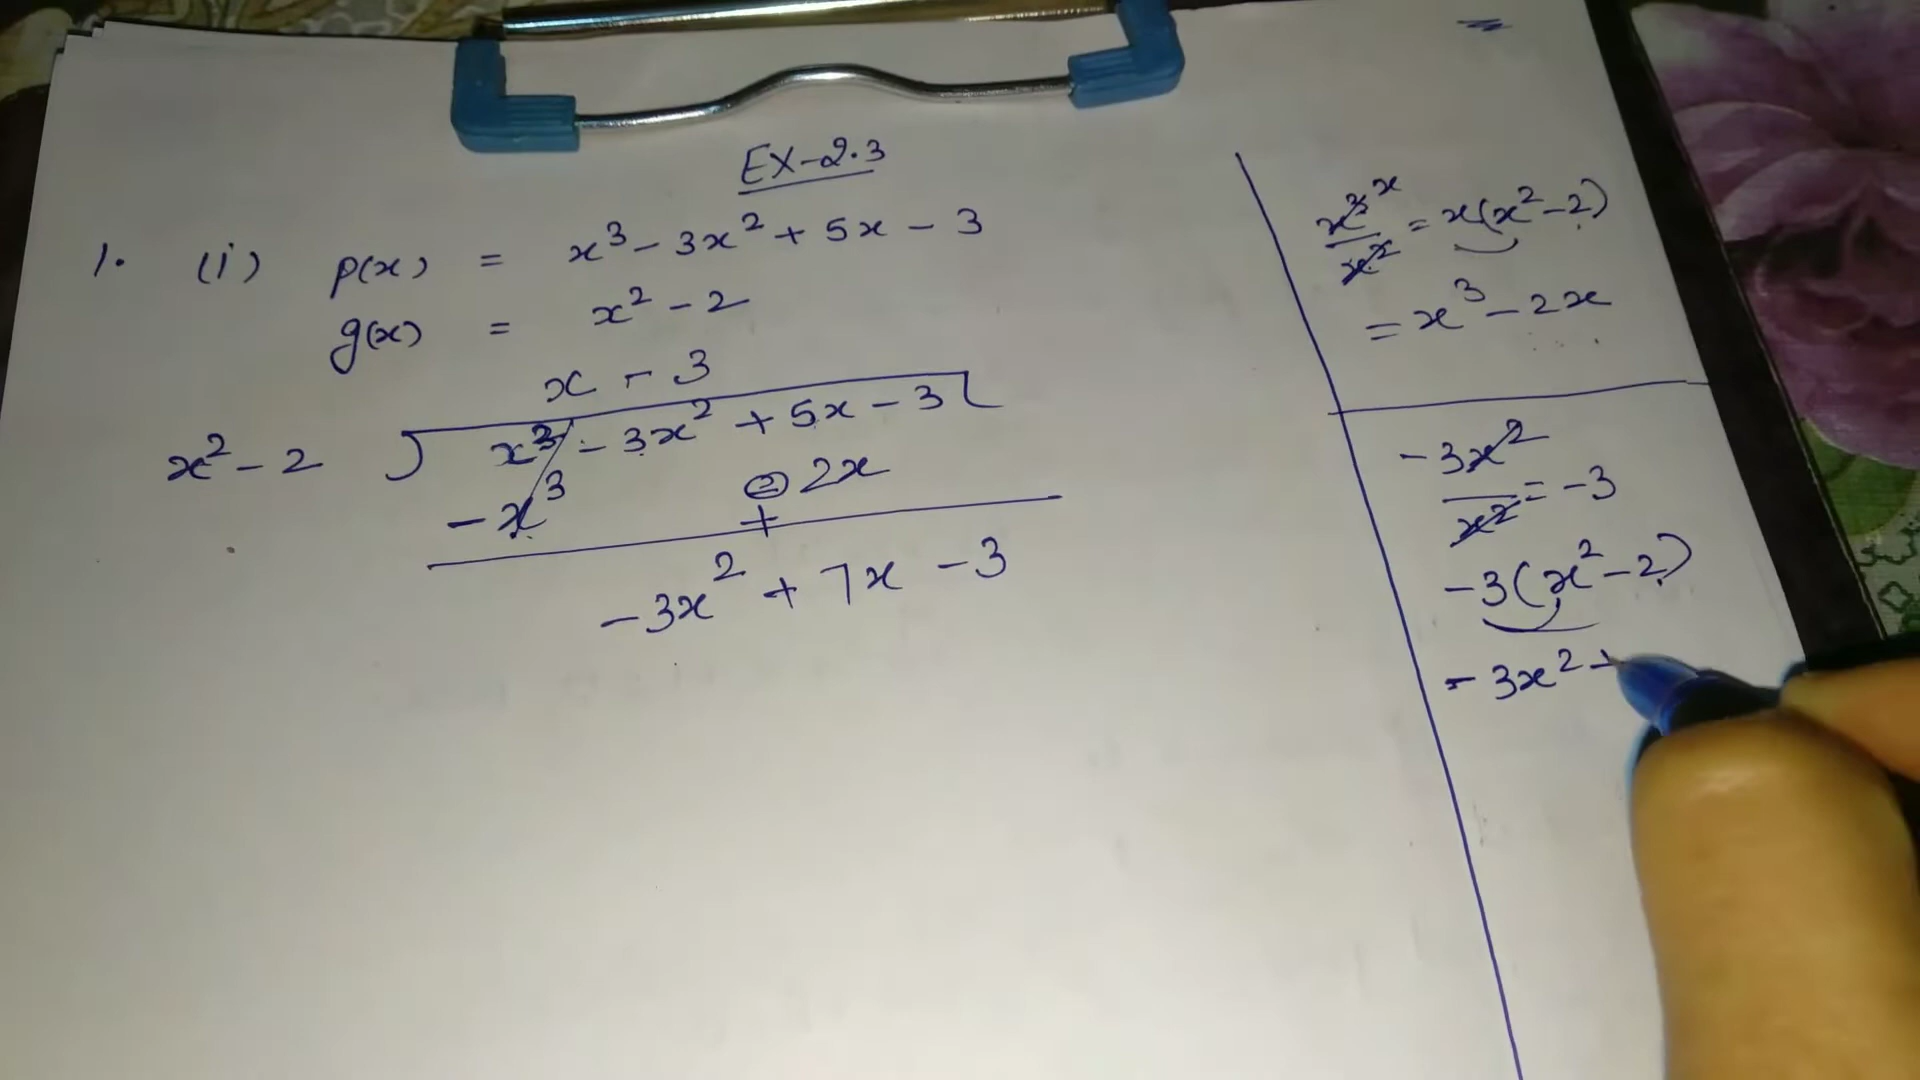 EX-2.3
1. (i) p(x) = x³ - 3x² + 5x - 3
g(x) = x² - 2
x - 3
x² - 2 ) x³ - 3x² + 5x - 3
- x³ - 2x
+
- 3x² + 7x - 3
x³ x
x² = x(x² - 2)
= x³ - 2x
- 3x²
x² = -3
-3(x² - 2)
- 3x² +